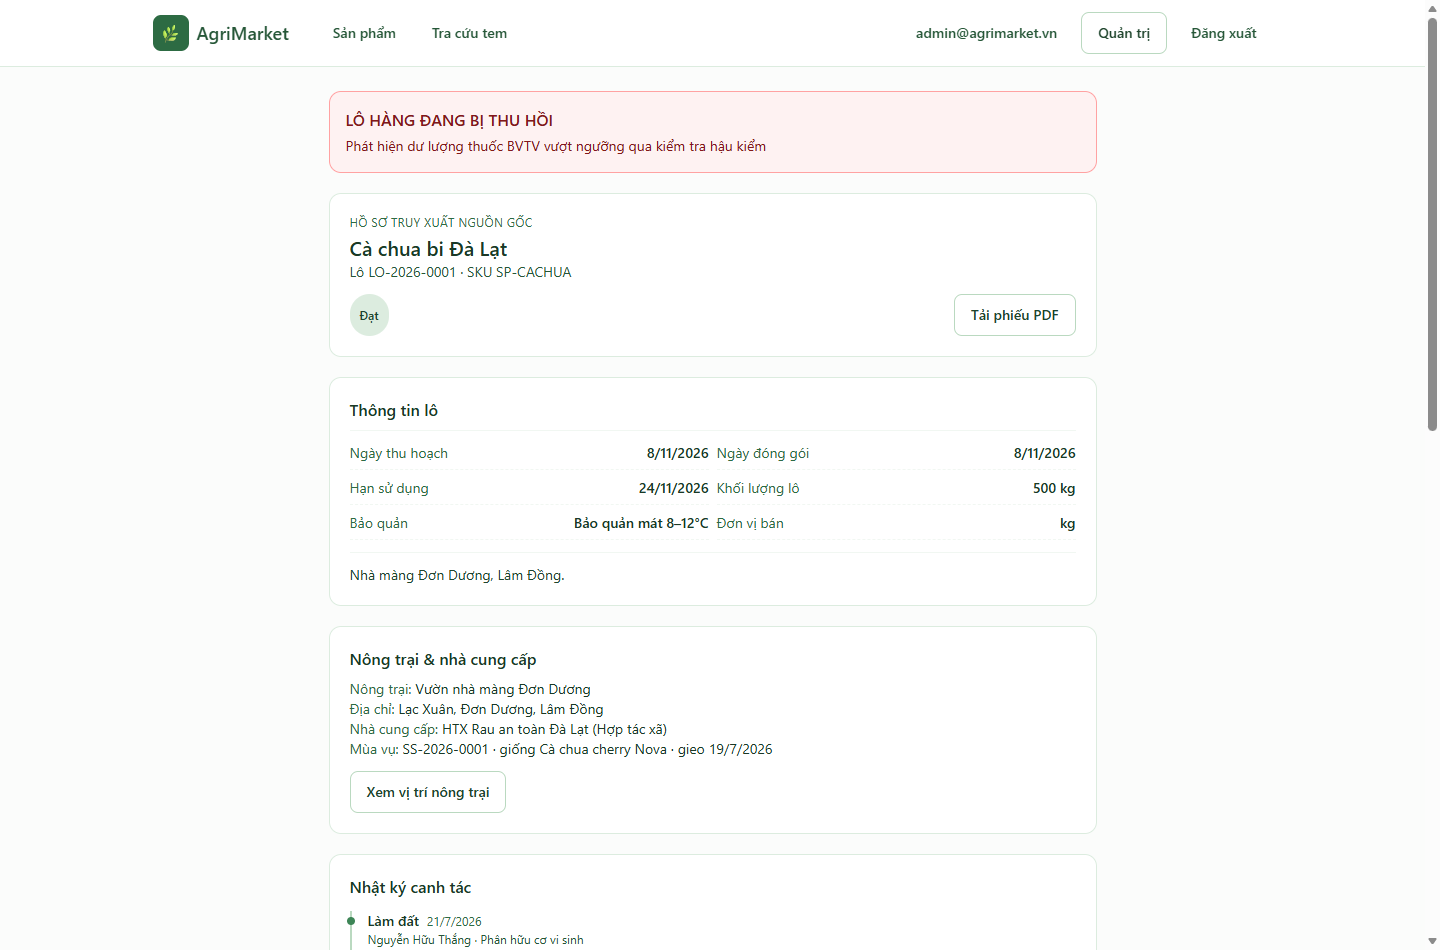 AgriMarket Sản phẩm Tra cứu tem admin@agrimarket.vn Quản trị Đăng xuất
LÔ HÀNG ĐANG BỊ THU HỒI
Phát hiện dư lượng thuốc BVTV vượt ngưỡng qua kiểm tra hậu kiểm
HỒ SƠ TRUY XUẤT NGUỒN GỐC
Cà chua bi Đà Lạt
Lô LO-2026-0001 · SKU SP-CACHUA
Đạt Tải phiếu PDF
Thông tin lô
Ngày thu hoạch 8/11/2026 Ngày đóng gói 8/11/2026
Hạn sử dụng 24/11/2026 Khối lượng lô 500 kg
Bảo quản Bảo quản mát 8–12°C Đơn vị bán kg
Nhà màng Đơn Dương, Lâm Đồng.
Nông trại & nhà cung cấp
Nông trại: Vườn nhà màng Đơn Dương
Địa chỉ: Lạc Xuân, Đơn Dương, Lâm Đồng
Nhà cung cấp: HTX Rau an toàn Đà Lạt (Hợp tác xã)
Mùa vụ: SS-2026-0001 · giống Cà chua cherry Nova · gieo 19/7/2026
Xem vị trí nông trại
Nhật ký canh tác
Làm đất 21/7/2026
Nguyễn Hữu Thắng · Phân hữu cơ vi sinh